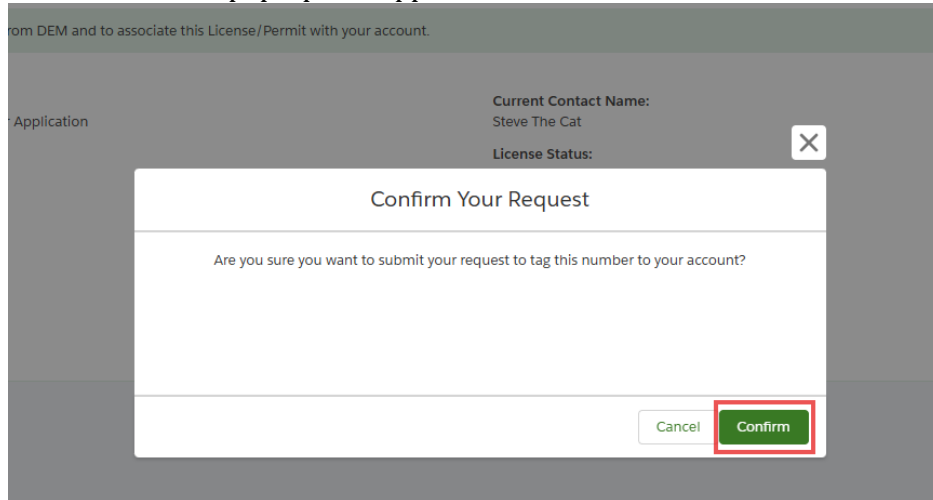 rom DEM and to associate this License/Permit with your account.
Current Contact Name:
Application
Steve The Cat
License Status:
Confirm Your Request
Are you sure you want to submit your request to tag this number to your account?
Cancel
Confirm